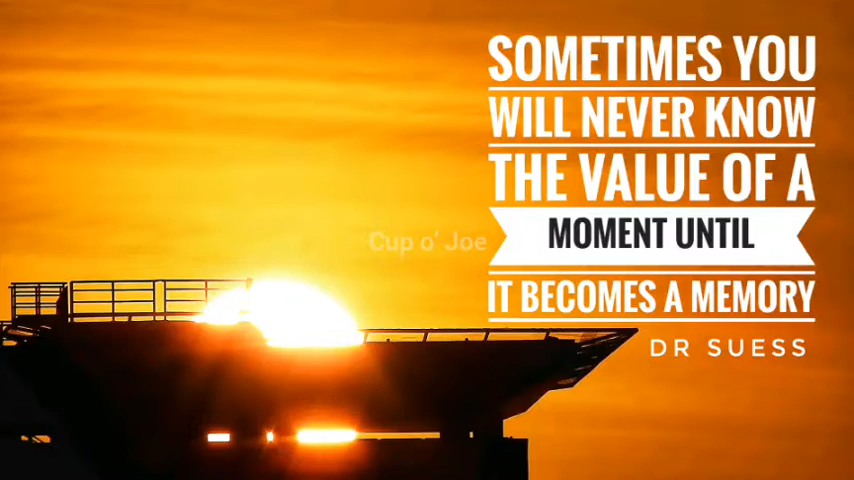 SOMETIMES YOU
WILL NEVER KNOW
THE VALUE OF A
MOMENT UNTIL
IT BECOMES A MEMORY
DR SUESS
Cup o' Joe